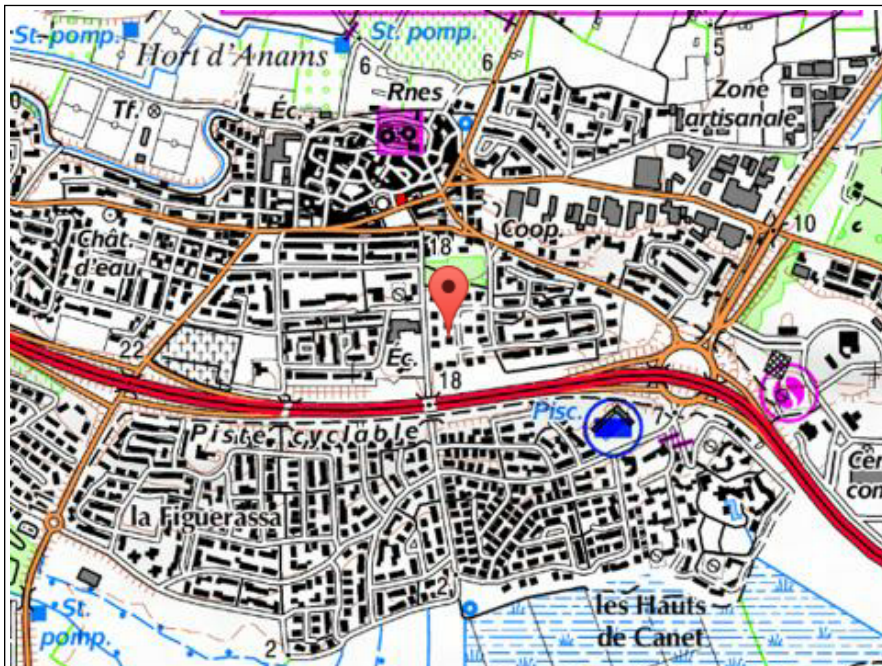 St. pomp.
St. pomp.
Hort d'Anams
6
6
5
Rnes
Zone
artisanale
Tf.
Éc.
10
Coop.
18
Chât.
d'eau
22
Éc.
18
Pisc.
7
Piste cyclable
la Figuerassa
St.
pomp.
2
2
les Hauts
de Canet